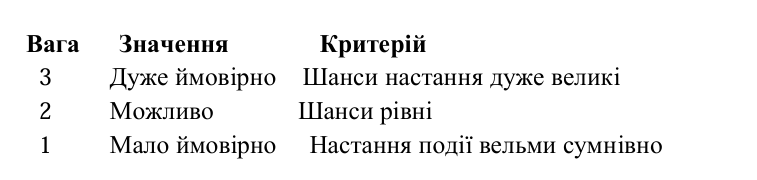 Вага Значення Критерій
3 Дуже ймовірно Шанси настання дуже великі
2 Можливо Шанси рівні
1 Мало ймовірно Настання події вельми сумнівно